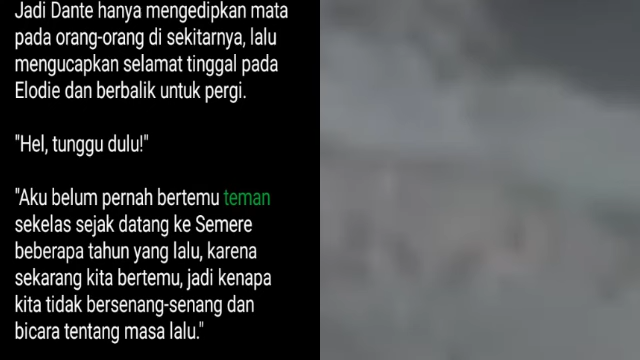 Jadi Dante hanya mengedipkan mata
pada orang-orang di sekitarnya, lalu
mengucapkan selamat tinggal pada
Elodie dan berbalik untuk pergi.
"Hel, tunggu dulu!"
"Aku belum pernah bertemu teman
sekelas sejak datang ke Semere
beberapa tahun yang lalu, karena
sekarang kita bertemu, jadi kenapa
kita tidak bersenang-senang dan
bicara tentang masa lalu."